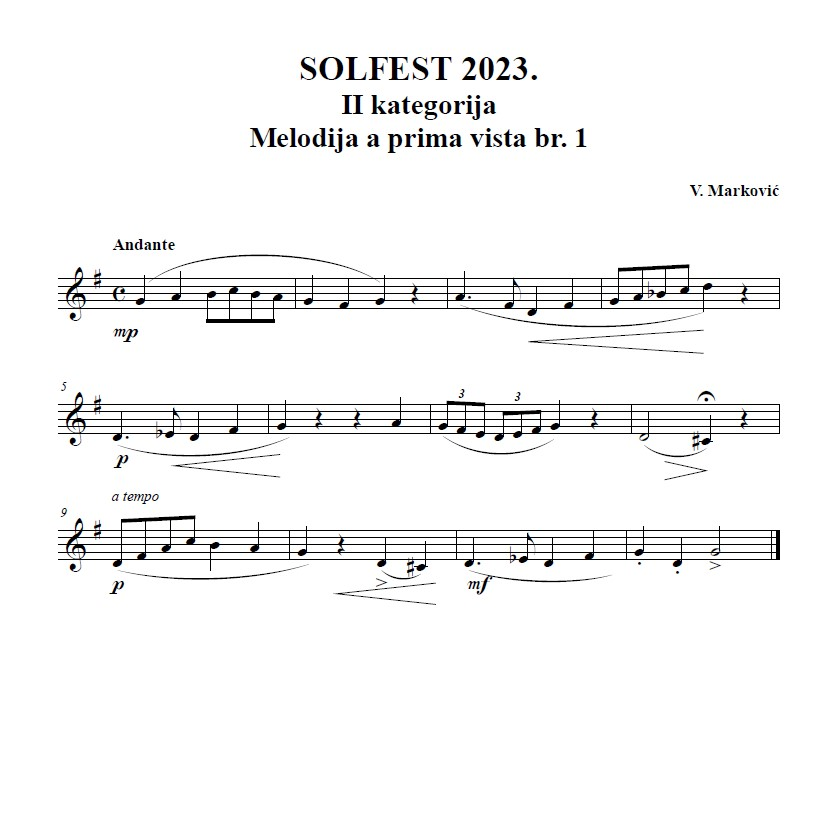 SOLFEST 2023.
II kategorija
Melodija a prima vista br. 1
V. Marković
Andante
mp
5
3
3
p
a tempo
9
p
mf